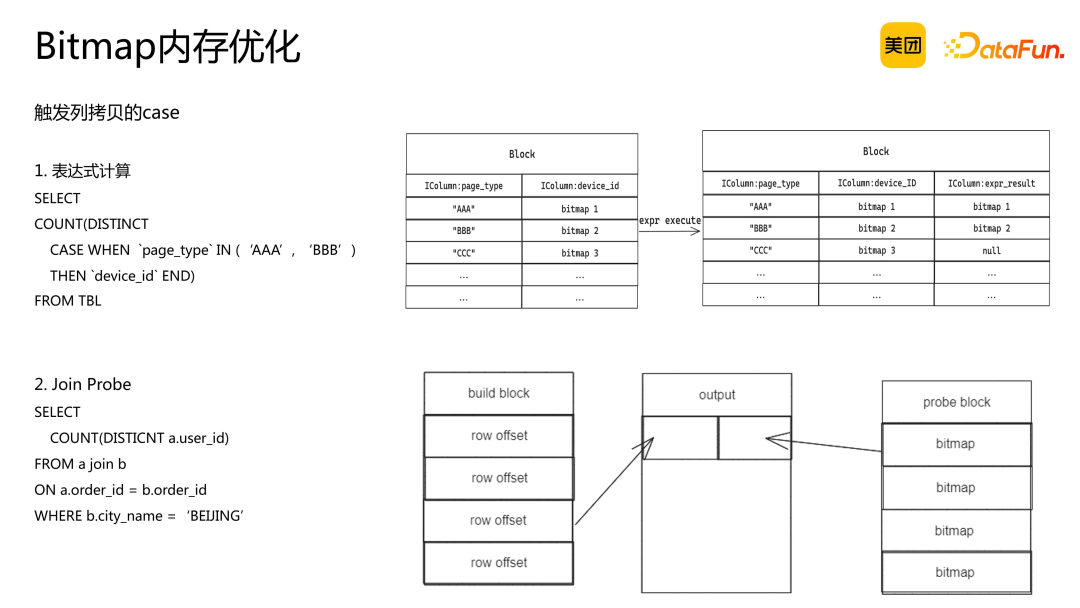 Bitmap内存优化
美团
DataFun.
触发列拷贝的case
1. 表达式计算
SELECT
COUNT(DISTINCT
CASE WHEN `page_type` IN (‘AAA’, ‘BBB’)
THEN `device_id` END)
FROM TBL
Block
IColumn:page_type IColumn:device_id
"AAA" bitmap 1
"BBB" bitmap 2
"CCC" bitmap 3
... ...
... ...
expr execute
Block
IColumn:page_type IColumn:device_ID IColumn:expr_result
"AAA" bitmap 1 bitmap 1
"BBB" bitmap 2 bitmap 2
"CCC" bitmap 3 null
... ... ...
... ... ...
2. Join Probe
SELECT
COUNT(DISTICNT a.user_id)
FROM a join b
ON a.order_id = b.order_id
WHERE b.city_name = ‘BEIJING’
build block
row offset
row offset
row offset
row offset
output
probe block
bitmap
bitmap
bitmap
bitmap